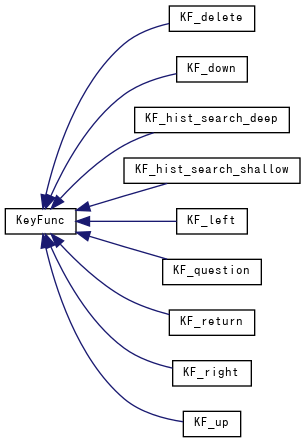 KF_delete
KF_down
KF_hist_search_deep
KF_hist_search_shallow
KeyFunc
KF_left
KF_question
KF_return
KF_right
KF_up